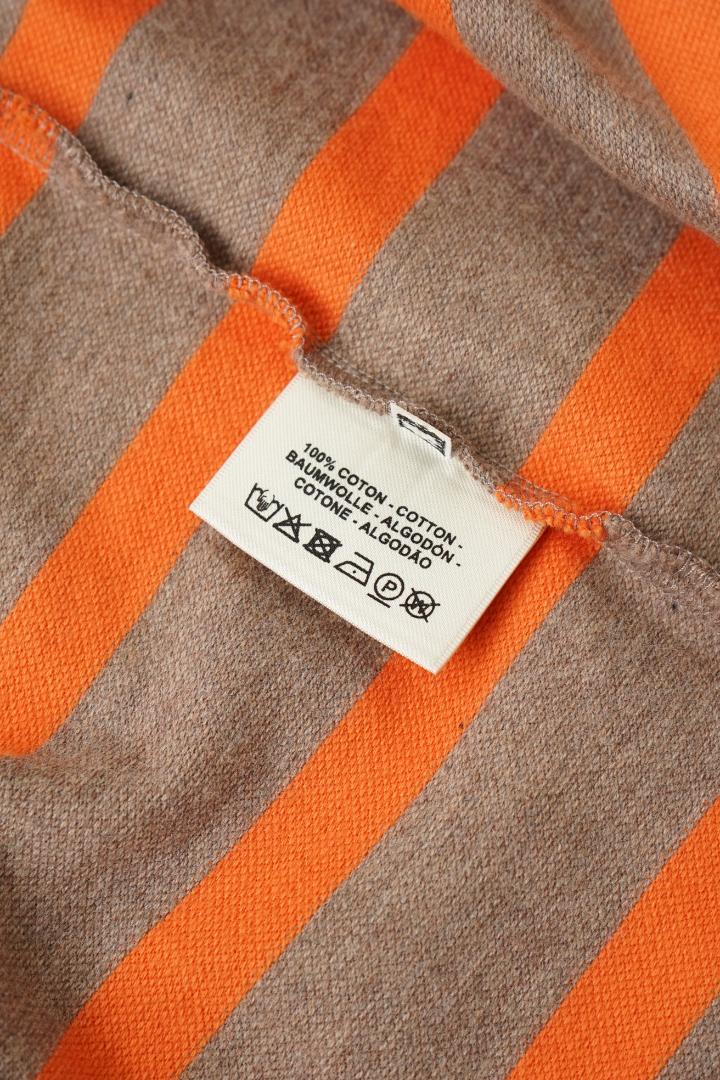 100% COTON - COTTON -
BAUMWOLLE - ALGODÓN -
COTONE - ALGODÃO
P
W